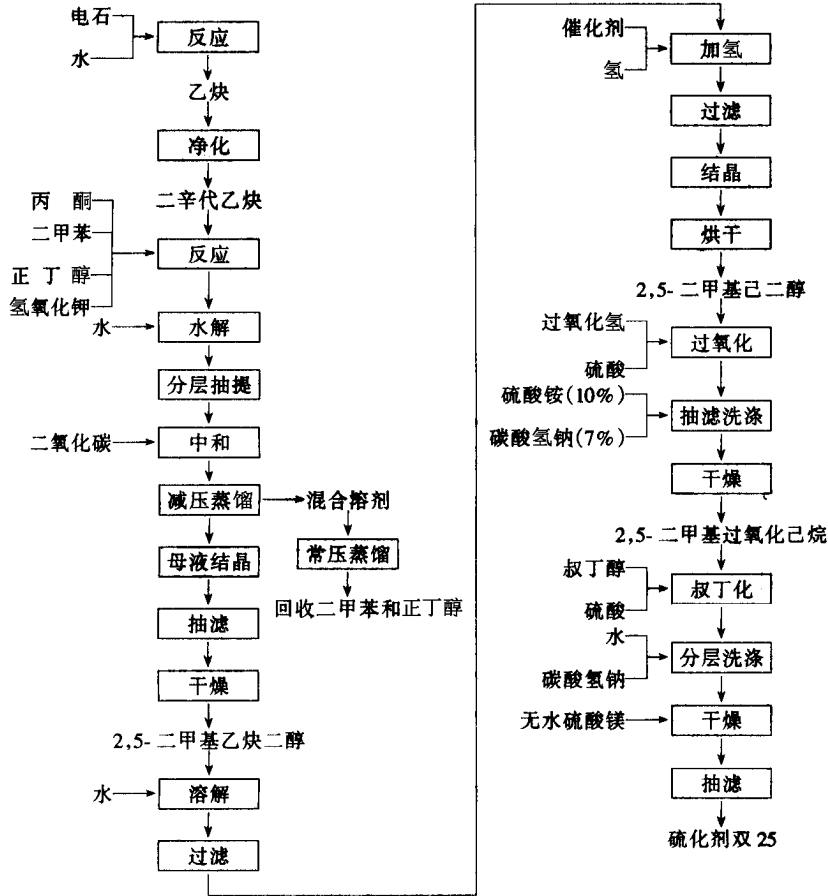 电石
水
反应
乙炔
净化
二辛代乙炔
丙酮
二甲苯
正丁醇
氢氧化钾
反应
水
水解
分层抽提
二氧化碳
中和
减压蒸馏
混合溶剂
母液结晶
常压蒸馏
回收二甲苯和正丁醇
抽滤
干燥
2,5-二甲基乙炔二醇
水
溶解
过滤
催化剂
氢
加氢
过滤
结晶
烘干
2,5-二甲基己二醇
过氧化氢
硫酸
过氧化
硫酸铵(10%)
碳酸氢钠(7%)
抽滤洗涤
干燥
2,5-二甲基过氧化己烷
叔丁醇
硫酸
叔丁化
水
碳酸氢钠
分层洗涤
无水硫酸镁
干燥
抽滤
硫化剂双25